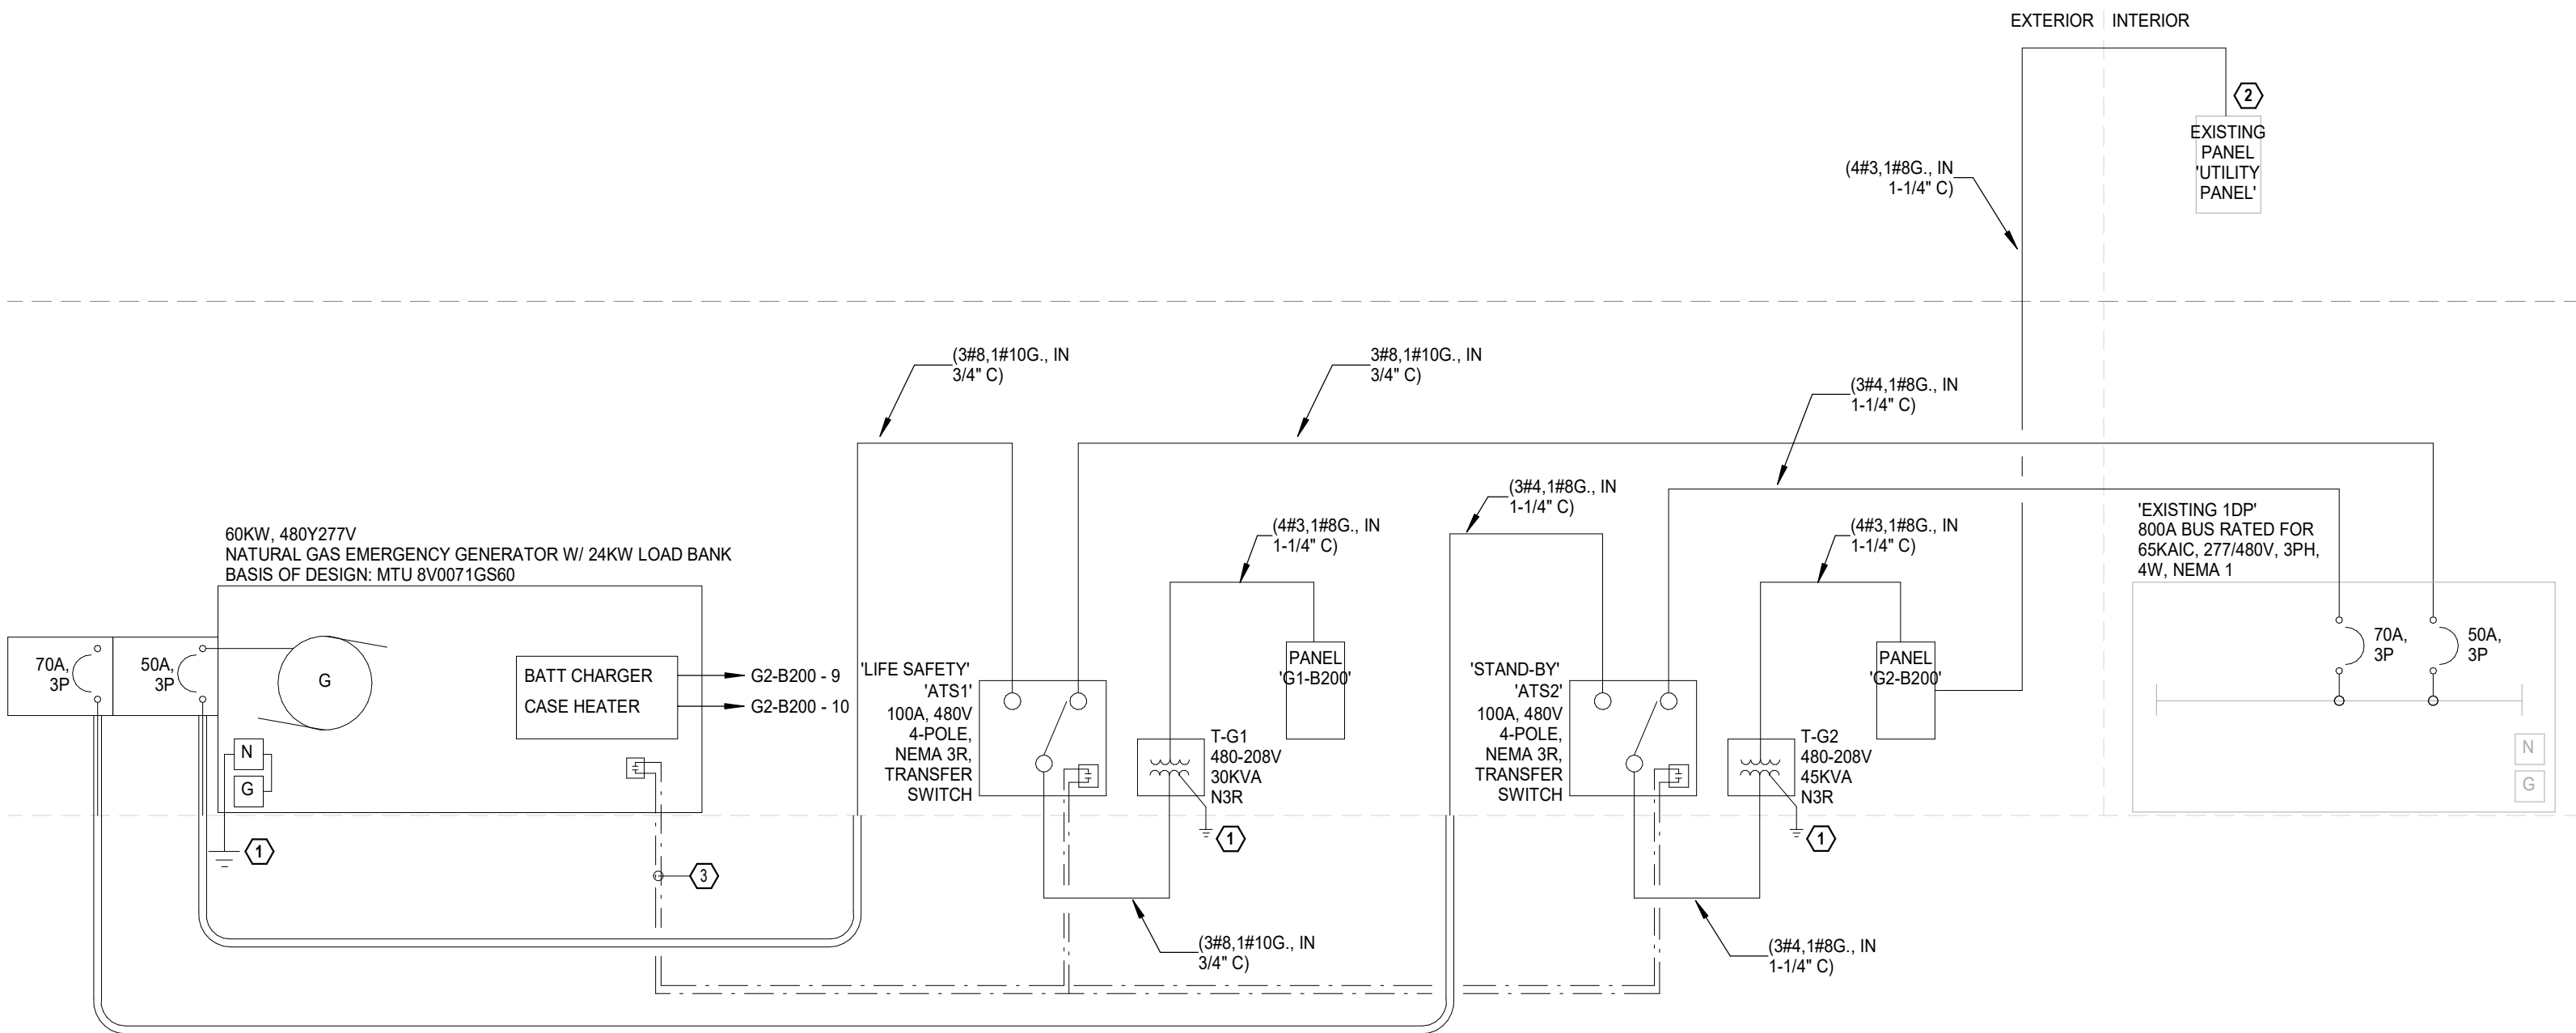 EXTERIOR
INTERIOR
2
EXISTING
PANEL
'UTILITY
PANEL'
(4#3,1#8G., IN
1-1/4" C)
(3#8,1#10G., IN
3/4" C)
3#8,1#10G., IN
3/4" C)
(3#4,1#8G., IN
1-1/4" C)
(3#4,1#8G., IN
1-1/4" C)
(4#3,1#8G., IN
1-1/4" C)
(4#3,1#8G., IN
1-1/4" C)
'EXISTING 1DP'
800A BUS RATED FOR
65KAIC, 277/480V, 3PH,
4W, NEMA 1
60KW, 480Y277V
NATURAL GAS EMERGENCY GENERATOR W/ 24KW LOAD BANK
BASIS OF DESIGN: MTU 8V0071GS60
70A,
3P
50A,
3P
G
BATT CHARGER
CASE HEATER
G2-B200 - 9
G2-B200 - 10
N
G
1
3
'LIFE SAFETY'
'ATS1'
100A, 480V
4-POLE,
NEMA 3R,
TRANSFER
SWITCH
PANEL
'G1-B200'
T-G1
480-208V
30KVA
N3R
1
(3#8,1#10G., IN
3/4" C)
'STAND-BY'
'ATS2'
100A, 480V
4-POLE,
NEMA 3R,
TRANSFER
SWITCH
PANEL
'G2-B200'
T-G2
480-208V
45KVA
N3R
1
(3#4,1#8G., IN
1-1/4" C)
70A,
3P
50A,
3P
N
G